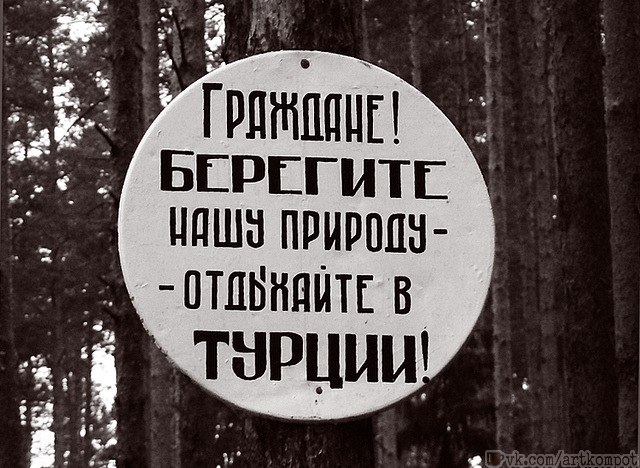 Граждане!
БЕРЕГИТЕ
НАШУ ПРИРОДУ-
-ОТДЫХАЙТЕ В
ТУРЦИИ!
vk.com/artkompot